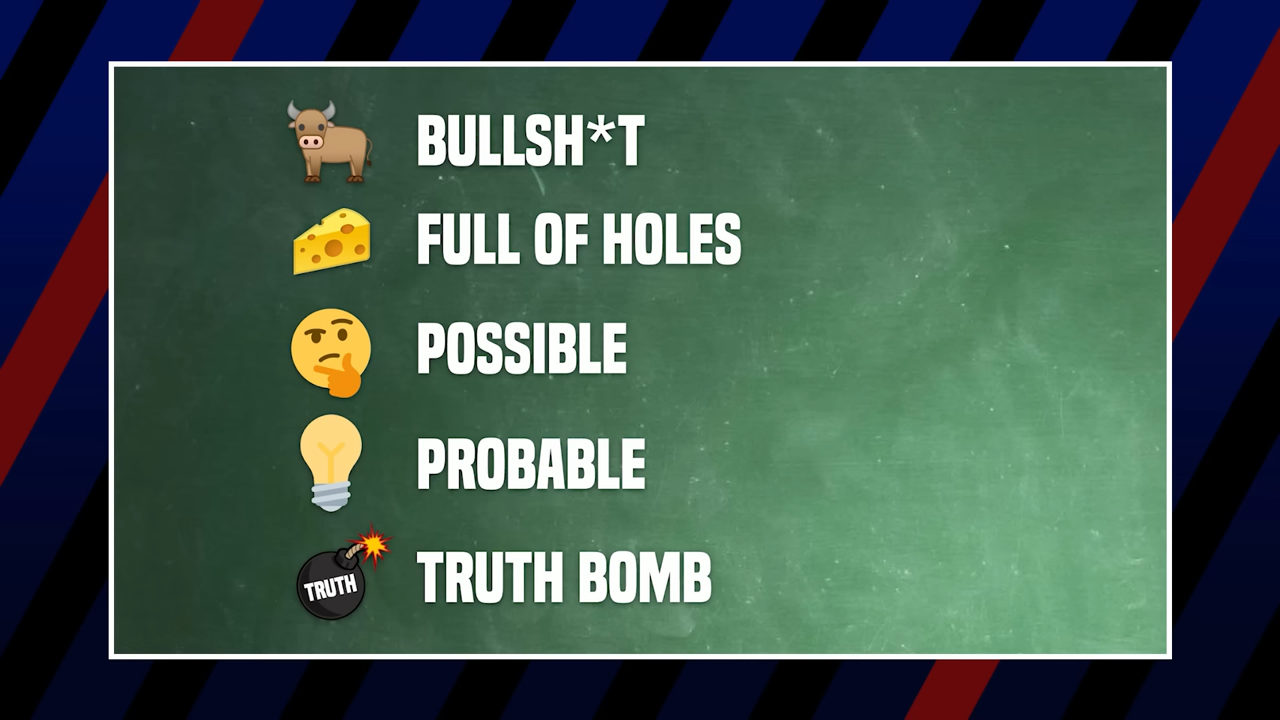 BULLSH*T
FULL OF HOLES
POSSIBLE
PROBABLE
TRUTH
TRUTH BOMB